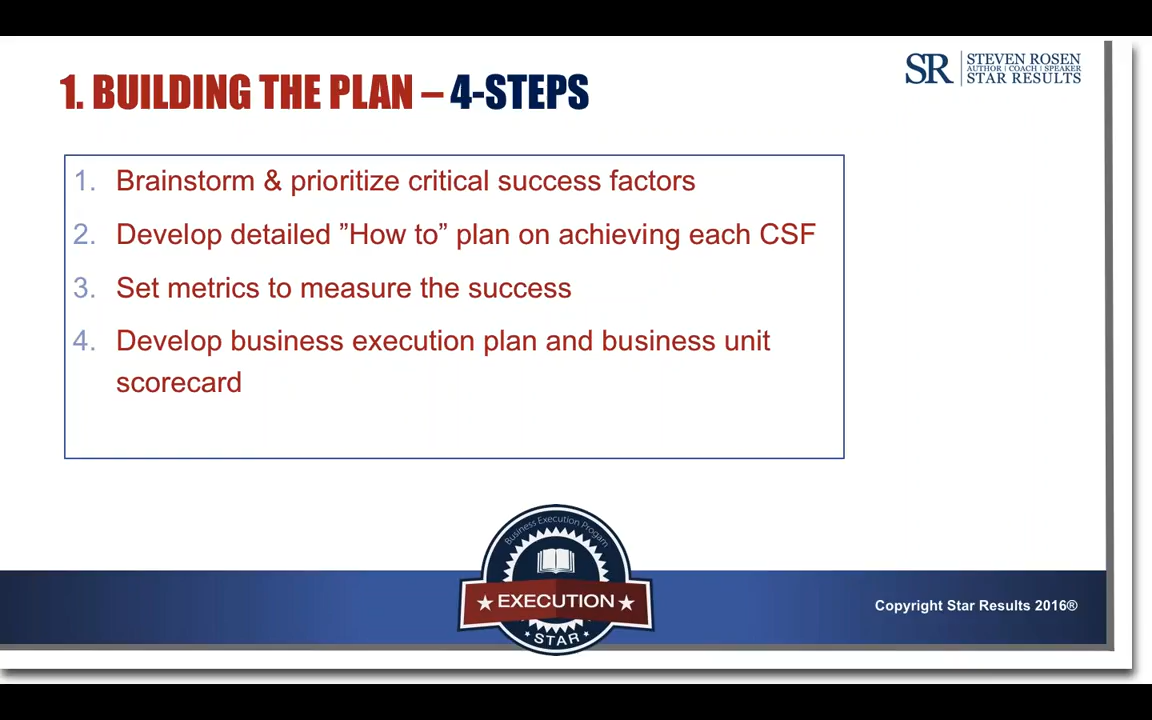 1. BUILDING THE PLAN – 4-STEPS
SR
STEVEN ROSEN
AUTHOR | COACH | SPEAKER
STAR RESULTS
1. Brainstorm & prioritize critical success factors
2. Develop detailed ”How to” plan on achieving each CSF
3. Set metrics to measure the success
4. Develop business execution plan and business unit
scorecard
Business Execution Progam
EXECUTION
STAR
Copyright Star Results 2016®